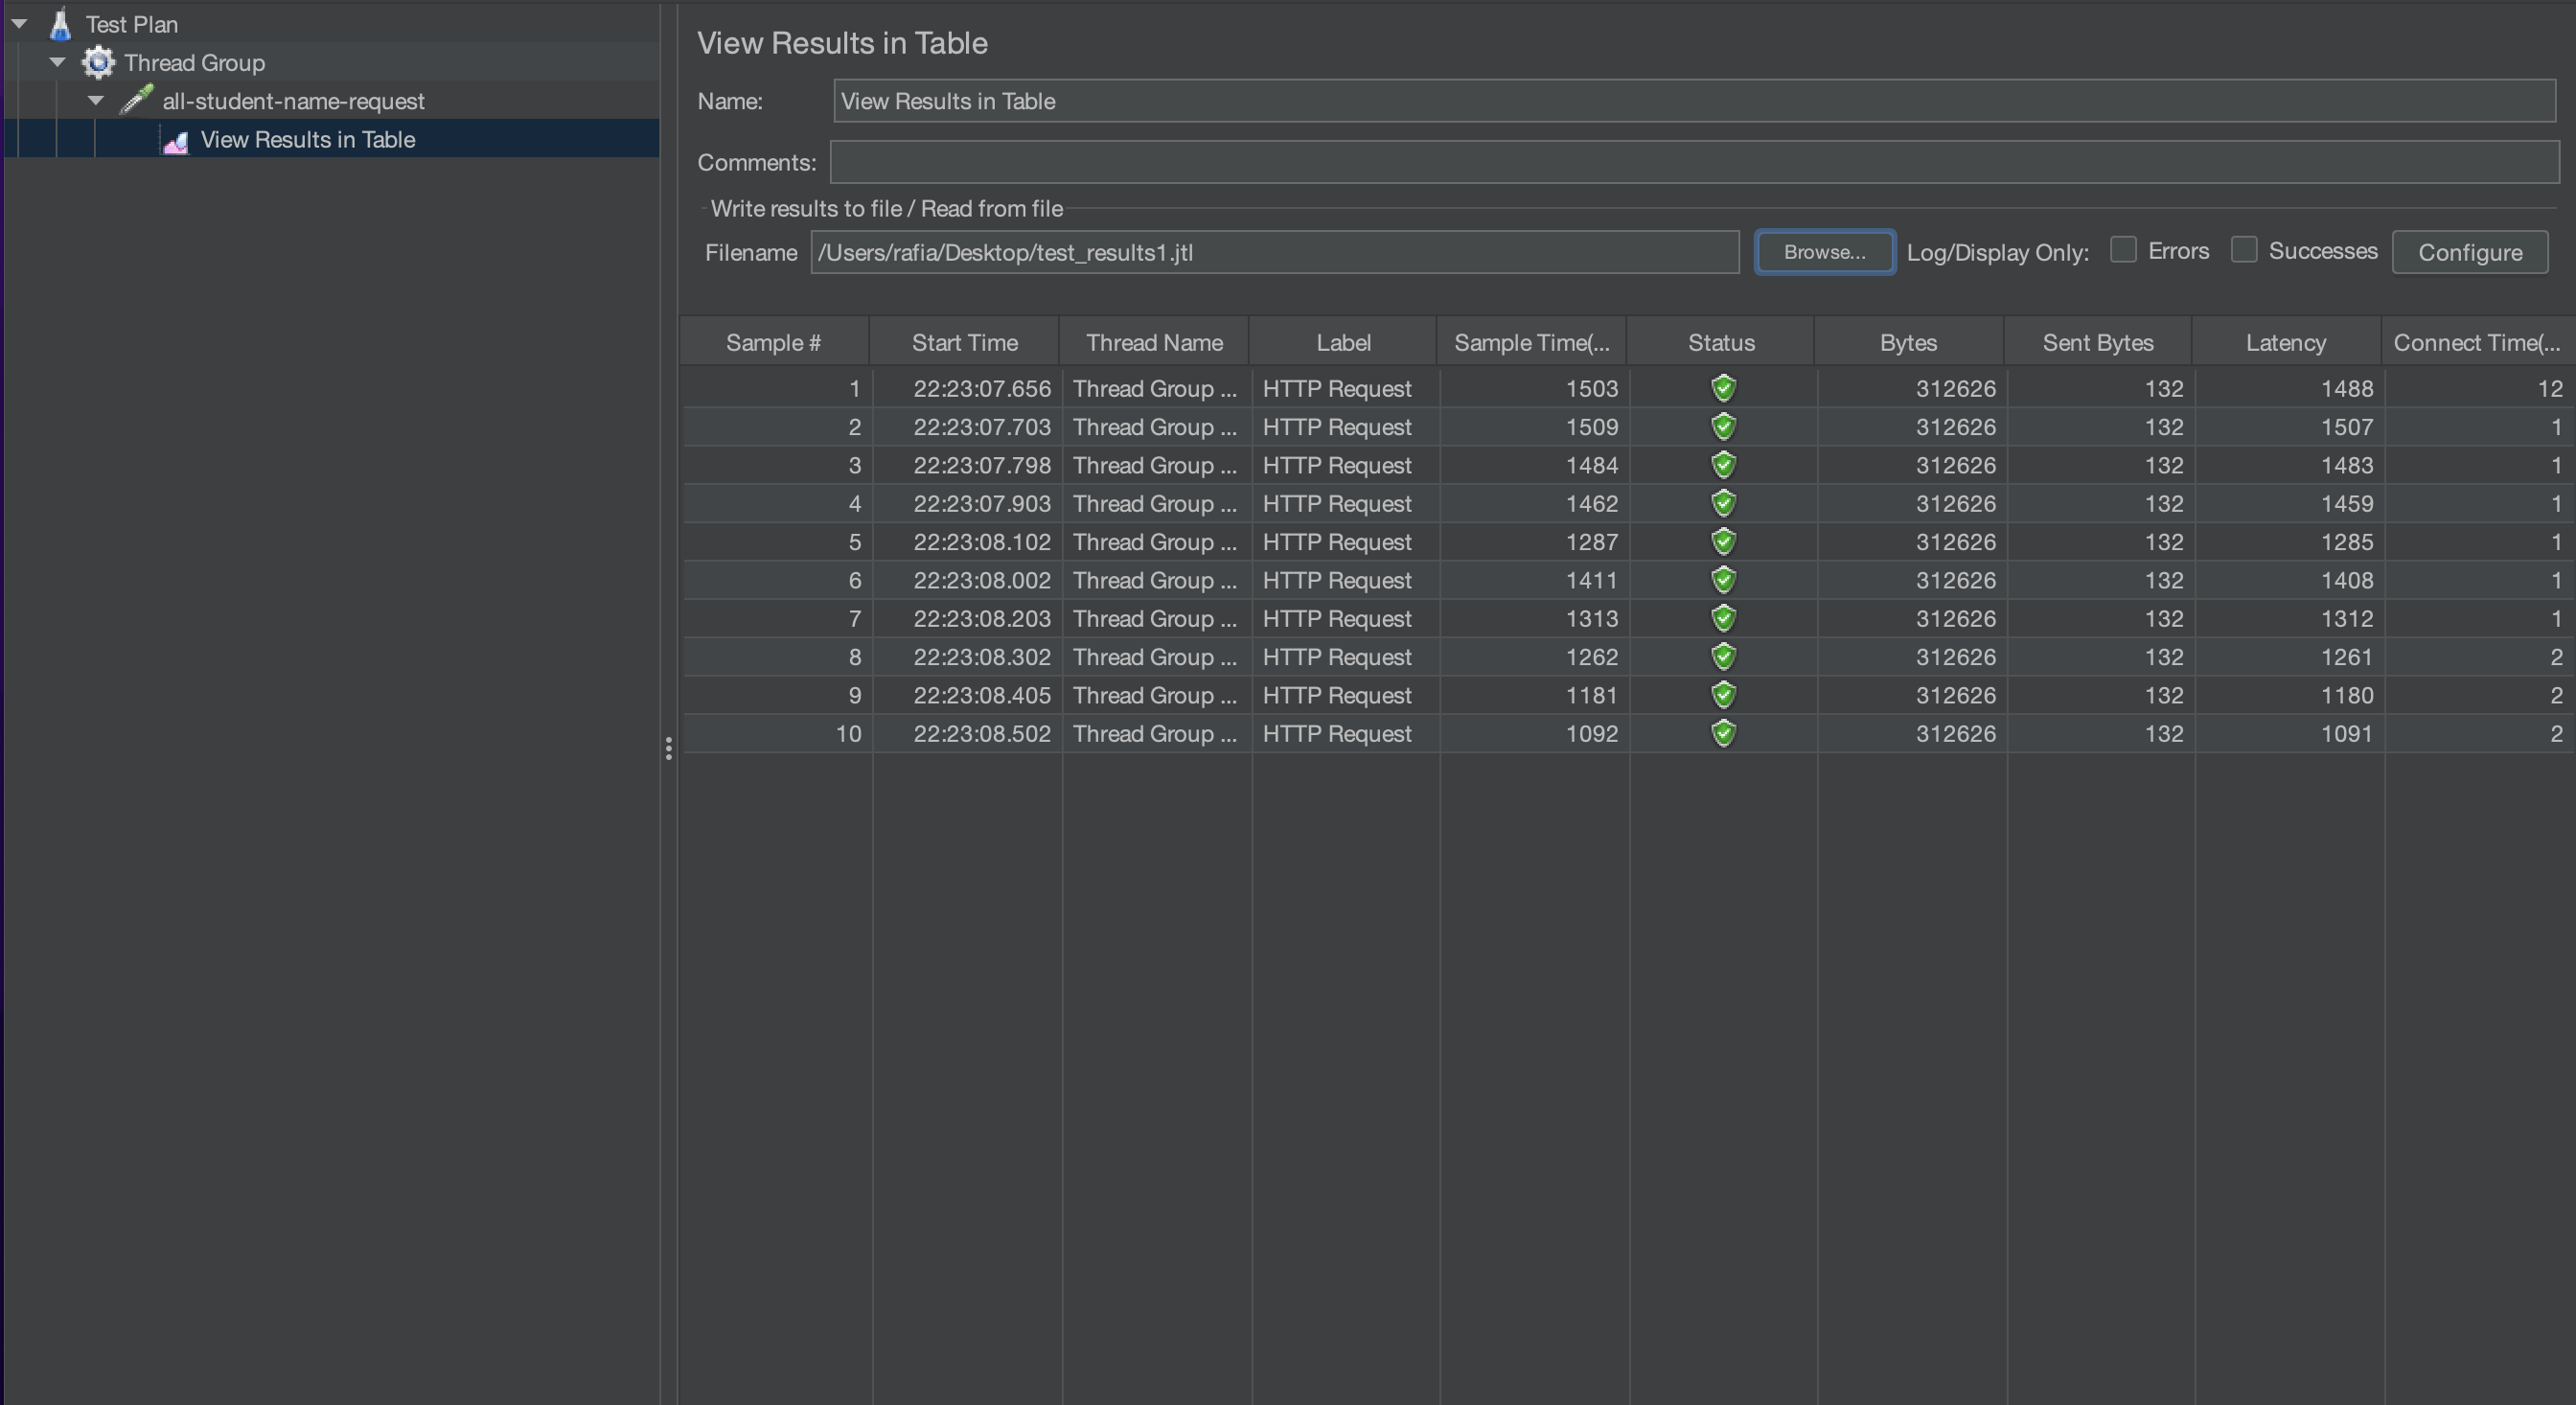 Test Plan
Thread Group
all-student-name-request
View Results in Table
View Results in Table
Name: View Results in Table
Comments:
Write results to file / Read from file
Filename /Users/rafia/Desktop/test_results1.jtl Browse... Log/Display Only: Errors Successes Configure
Sample # Start Time Thread Name Label Sample Time(... Status Bytes Sent Bytes Latency Connect Time(...
1 22:23:07.656 Thread Group ... HTTP Request 1503 312626 132 1488 12
2 22:23:07.703 Thread Group ... HTTP Request 1509 312626 132 1507 1
3 22:23:07.798 Thread Group ... HTTP Request 1484 312626 132 1483 1
4 22:23:07.903 Thread Group ... HTTP Request 1462 312626 132 1459 1
5 22:23:08.102 Thread Group ... HTTP Request 1287 312626 132 1285 1
6 22:23:08.002 Thread Group ... HTTP Request 1411 312626 132 1408 1
7 22:23:08.203 Thread Group ... HTTP Request 1313 312626 132 1312 1
8 22:23:08.302 Thread Group ... HTTP Request 1262 312626 132 1261 2
9 22:23:08.405 Thread Group ... HTTP Request 1181 312626 132 1180 2
10 22:23:08.502 Thread Group ... HTTP Request 1092 312626 132 1091 2